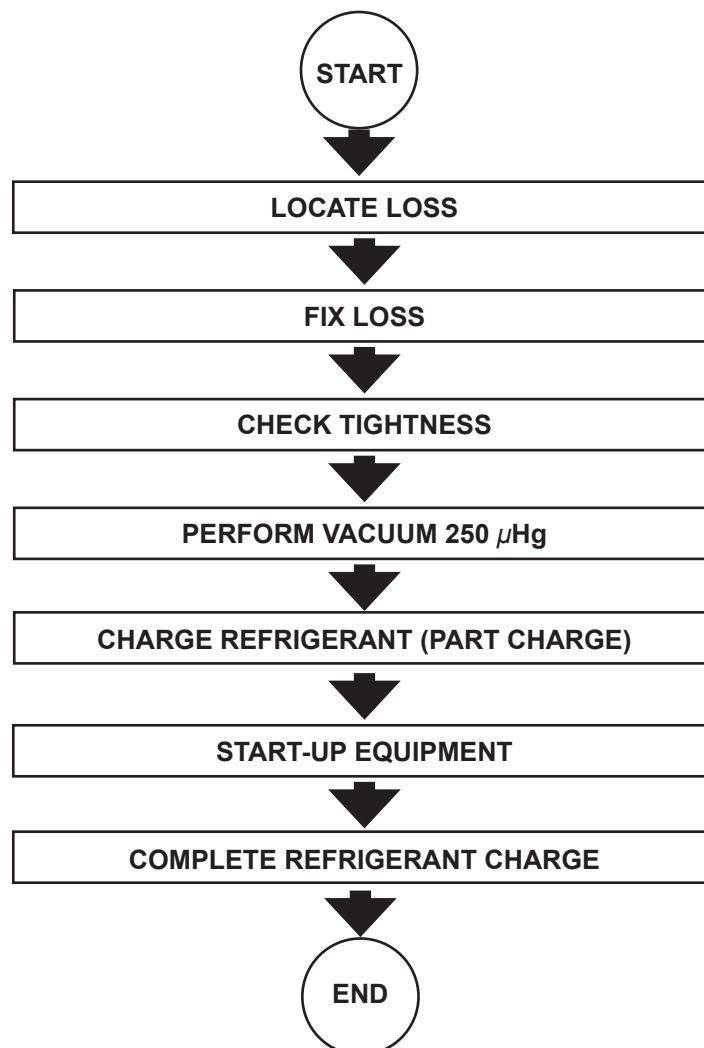 START
LOCATE LOSS
FIX LOSS
CHECK TIGHTNESS
PERFORM VACUUM 250 μHg
CHARGE REFRIGERANT (PART CHARGE)
START-UP EQUIPMENT
COMPLETE REFRIGERANT CHARGE
END